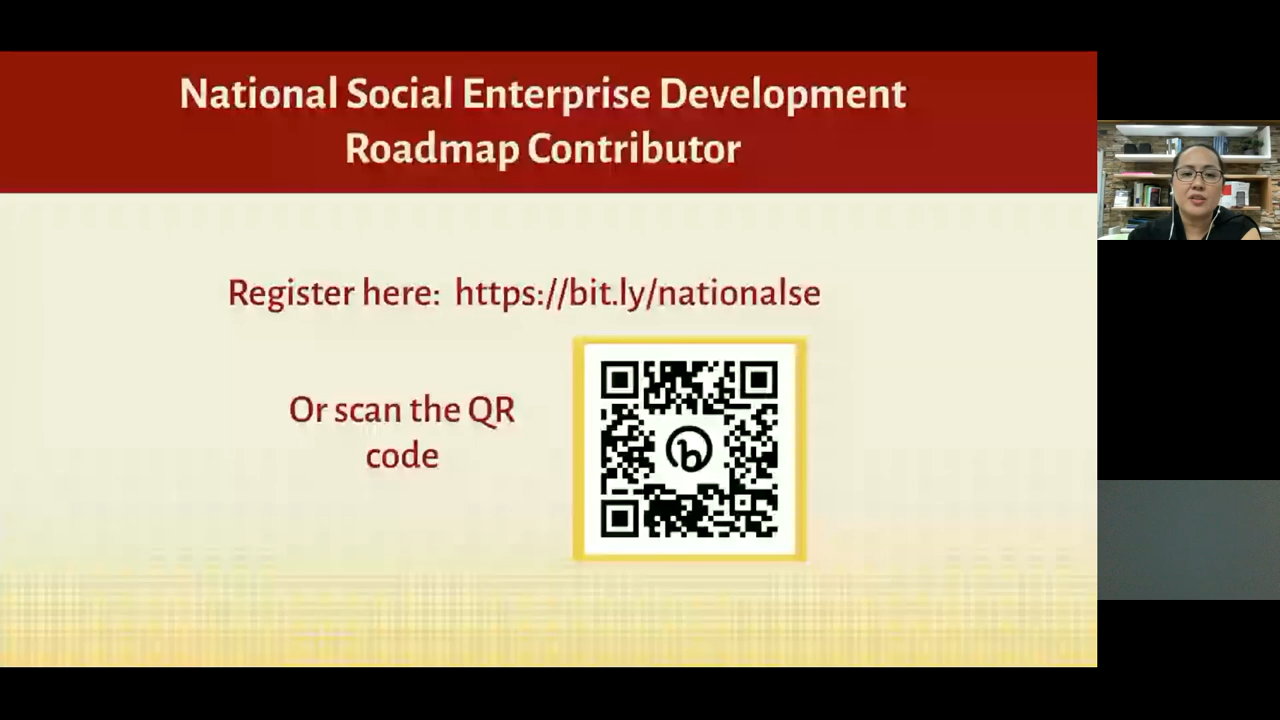 National Social Enterprise Development
Roadmap Contributor
Register here: https://bit.ly/nationalse
Or scan the QR
code